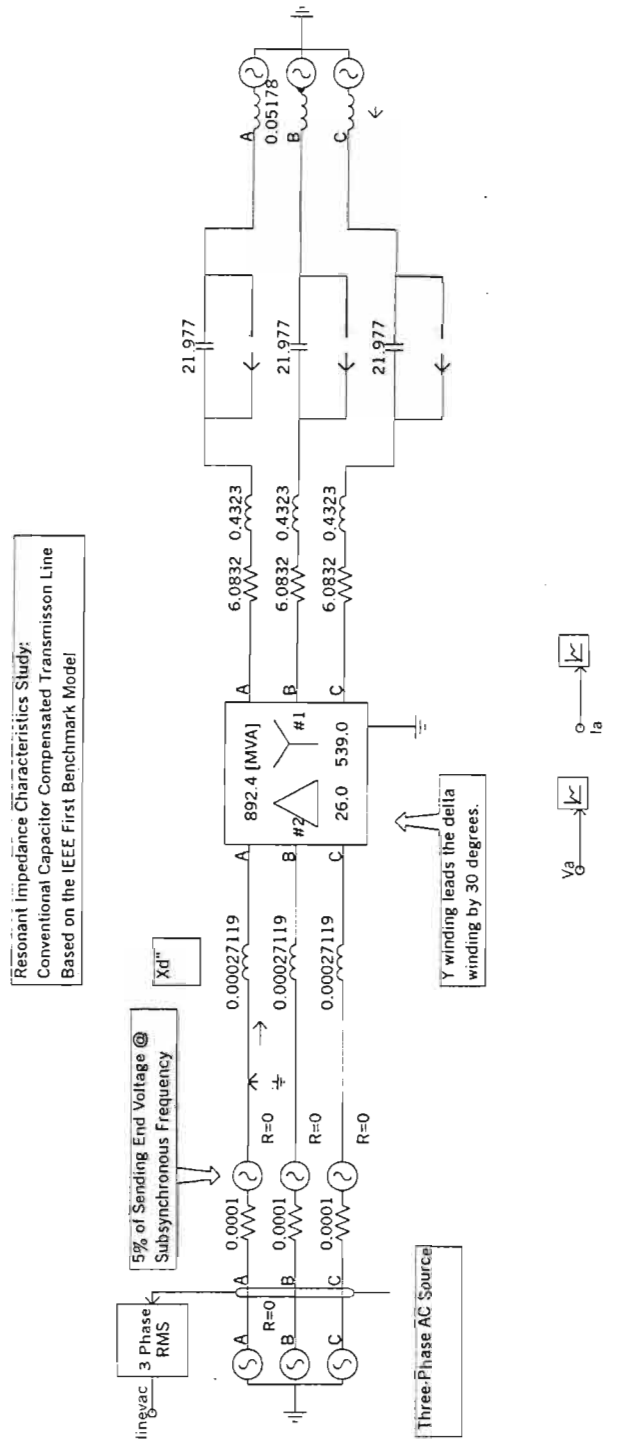 Resonant Impedance Characteristics Study:
Conventional Capacitor Compensated Transmisson Line
Based on the IEEE First Benchmark Model
5% of Sending End Voltage @
Subsynchronous Frequency
Xd"
linevac
3 Phase
RMS
A
B
C
R=0
A
B
C
0.0001
0.0001
0.0001
R=0
R=0
R=0
0.00027119
0.00027119
0.00027119
A
B
C
892.4 [MVA]
#2
#1
26.0
539.0
A
B
C
6.0832
0.4323
6.0832
0.4323
6.0832
0.4323
21.977
21.977
21.977
A
0.05178
B
C
Three-Phase AC Source
Y winding leads the delta
winding by 30 degrees.
Va
Ia